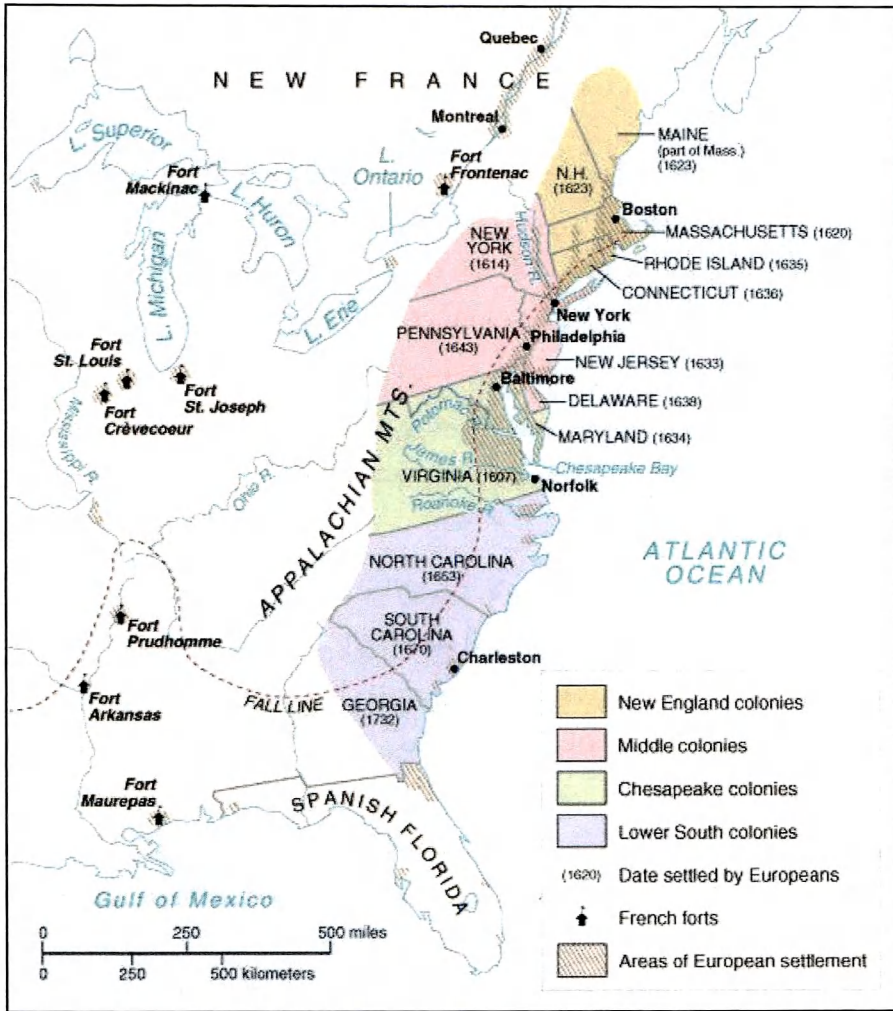 Quebec
NEW FRANCE
L. Superior
Montreal
MAINE
(part of Mass.)
(1623)
L. Ontario
Fort
Frontenac
Fort
Mackinac
L. Huron
N.H.
(1623)
Boston
NEW
YORK
(1614)
Hudson R.
MASSACHUSETTS (1620)
L. Michigan
RHODE ISLAND (1635)
L. Erie
CONNECTICUT (1636)
New York
PENNSYLVANIA
(1643)
Philadelphia
Fort
St. Louis
NEW JERSEY (1633)
Baltimore
Fort
St. Joseph
Fort
Crèvecoeur
DELAWARE (1638)
Mississippi R.
Potomac R.
MARYLAND (1634)
James R.
Chesapeake Bay
VIRGINIA (1607)
Norfolk
Ohio R.
Roanoke R.
APPALACHIAN MTS.
ATLANTIC
OCEAN
NORTH CAROLINA
(1653)
Fort
Prudhomme
SOUTH
CAROLINA
(1670)
Charleston
Fort
Arkansas
FALL LINE
GEORGIA
(1732)
Fort
Maurepas
SPANISH FLORIDA
Gulf of Mexico
0 250 500 miles
0 250 500 kilometers
New England colonies
Middle colonies
Chesapeake colonies
Lower South colonies
(1620) Date settled by Europeans
French forts
Areas of European settlement